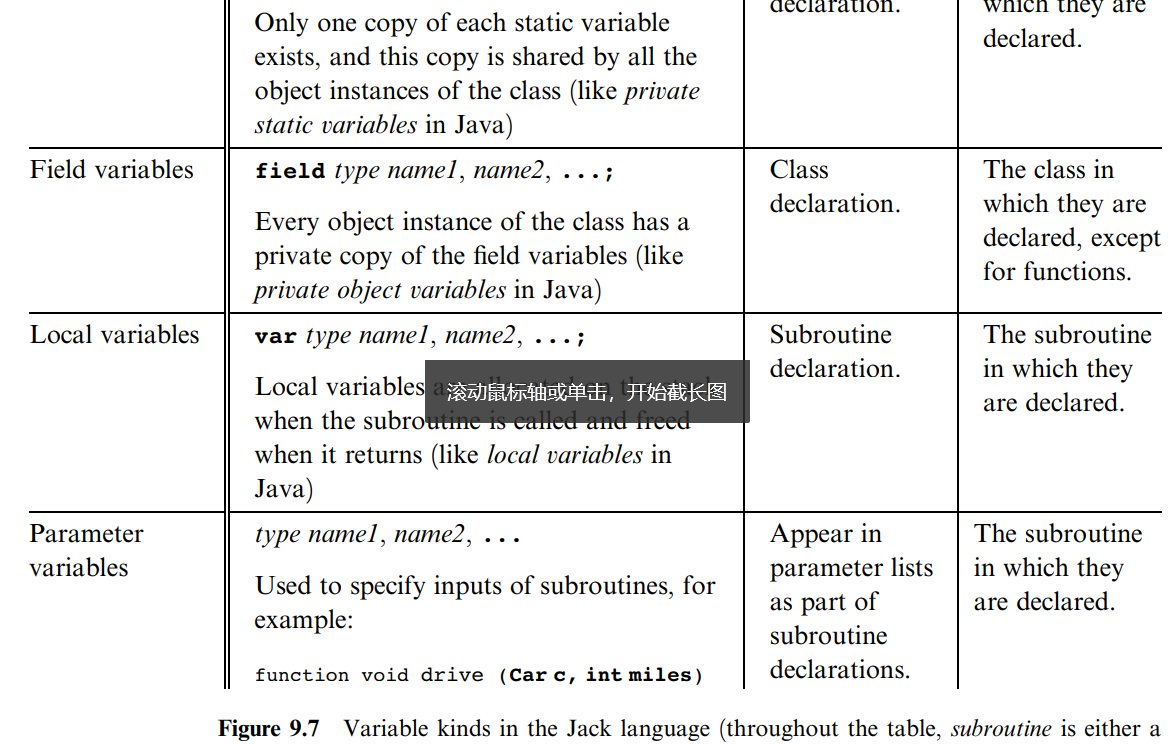 Only one copy of each static variable
exists, and this copy is shared by all the
object instances of the class (like private
static variables in Java)
declaration.
which they are
declared.
Field variables
field type name1, name2, ...;
Every object instance of the class has a
private copy of the field variables (like
private object variables in Java)
Class
declaration.
The class in
which they are
declared, except
for functions.
Local variables
var type name1, name2, ...;
Local variables
when the subroutine is called and freed
when it returns (like local variables in
Java)
滚动鼠标轴或单击，开始截长图
Subroutine
declaration.
The subroutine
in which they
are declared.
Parameter
variables
type name1, name2, ...
Used to specify inputs of subroutines, for
example:
function void drive (Car c, int miles)
Appear in
parameter lists
as part of
subroutine
declarations.
The subroutine
in which they
are declared.
Figure 9.7 Variable kinds in the Jack language (throughout the table, subroutine is either a